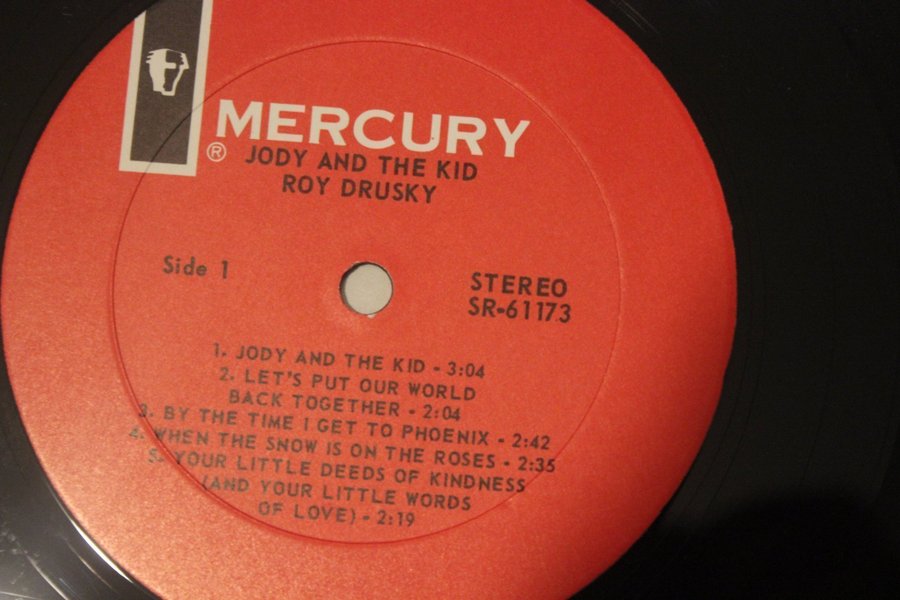 MERCURY
®
JODY AND THE KID
ROY DRUSKY
Side 1
STEREO
SR-61173
1. JODY AND THE KID - 3:04
2. LET'S PUT OUR WORLD
BACK TOGETHER - 2:04
3. BY THE TIME I GET TO PHOENIX - 2:42
4. WHEN THE SNOW IS ON THE ROSES - 2:35
5. YOUR LITTLE DEEDS OF KINDNESS
(AND YOUR LITTLE WORDS
OF LOVE) - 2:19